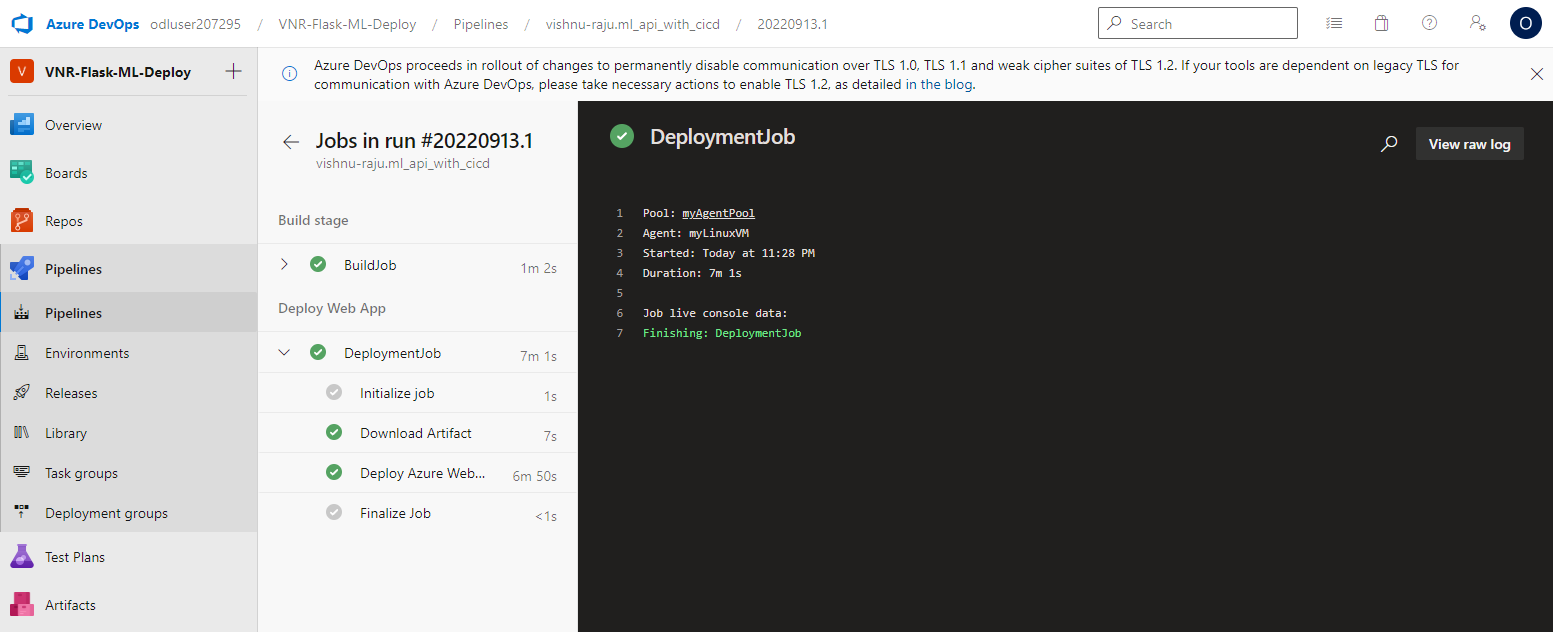 Azure DevOps odluser207295 / VNR-Flask-ML-Deploy / Pipelines / vishnu-raju.ml_api_with_cicd / 20220913.1
Search
O
V VNR-Flask-ML-Deploy
Overview
Boards
Repos
Pipelines
Pipelines
Environments
Releases
Library
Task groups
Deployment groups
Test Plans
Artifacts
Azure DevOps proceeds in rollout of changes to permanently disable communication over TLS 1.0, TLS 1.1 and weak cipher suites of TLS 1.2. If your tools are dependent on legacy TLS for
communication with Azure DevOps, please take necessary actions to enable TLS 1.2, as detailed in the blog.
Jobs in run #20220913.1
vishnu-raju.ml_api_with_cicd
Build stage
BuildJob 1m 2s
Deploy Web App
DeploymentJob 7m 1s
Initialize job 1s
Download Artifact 7s
Deploy Azure Web... 6m 50s
Finalize Job <1s
DeploymentJob
View raw log
1 Pool: myAgentPool
2 Agent: myLinuxVM
3 Started: Today at 11:28 PM
4 Duration: 7m 1s
5
6 Job live console data:
7 Finishing: DeploymentJob